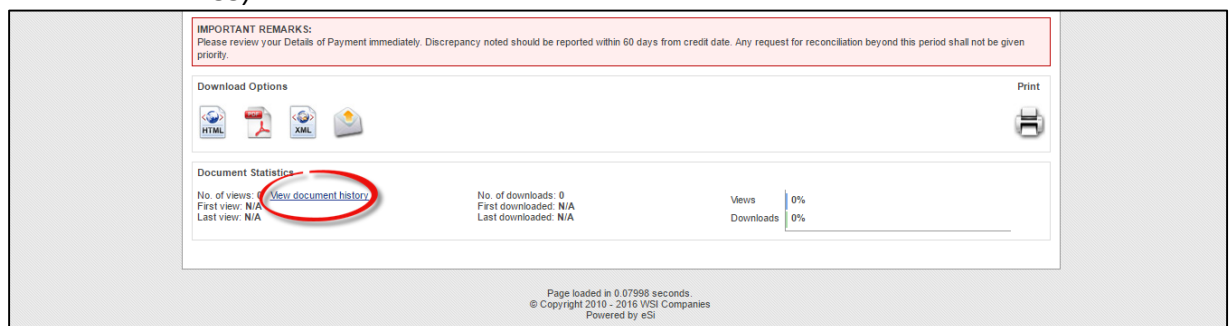 IMPORTANT REMARKS:
Please review your Details of Payment immediately. Discrepancy noted should be reported within 60 days from credit date. Any request for reconciliation beyond this period shall not be given
priority.
Download Options
Print
HTML
PDF
XML
Document Statistics
No. of views: 0 View document history
First view: N/A
Last view: N/A
No. of downloads: 0
First downloaded: N/A
Last downloaded: N/A
Views 0%
Downloads 0%
Page loaded in 0.07998 seconds.
© Copyright 2010 - 2016 WSI Companies
Powered by eSi